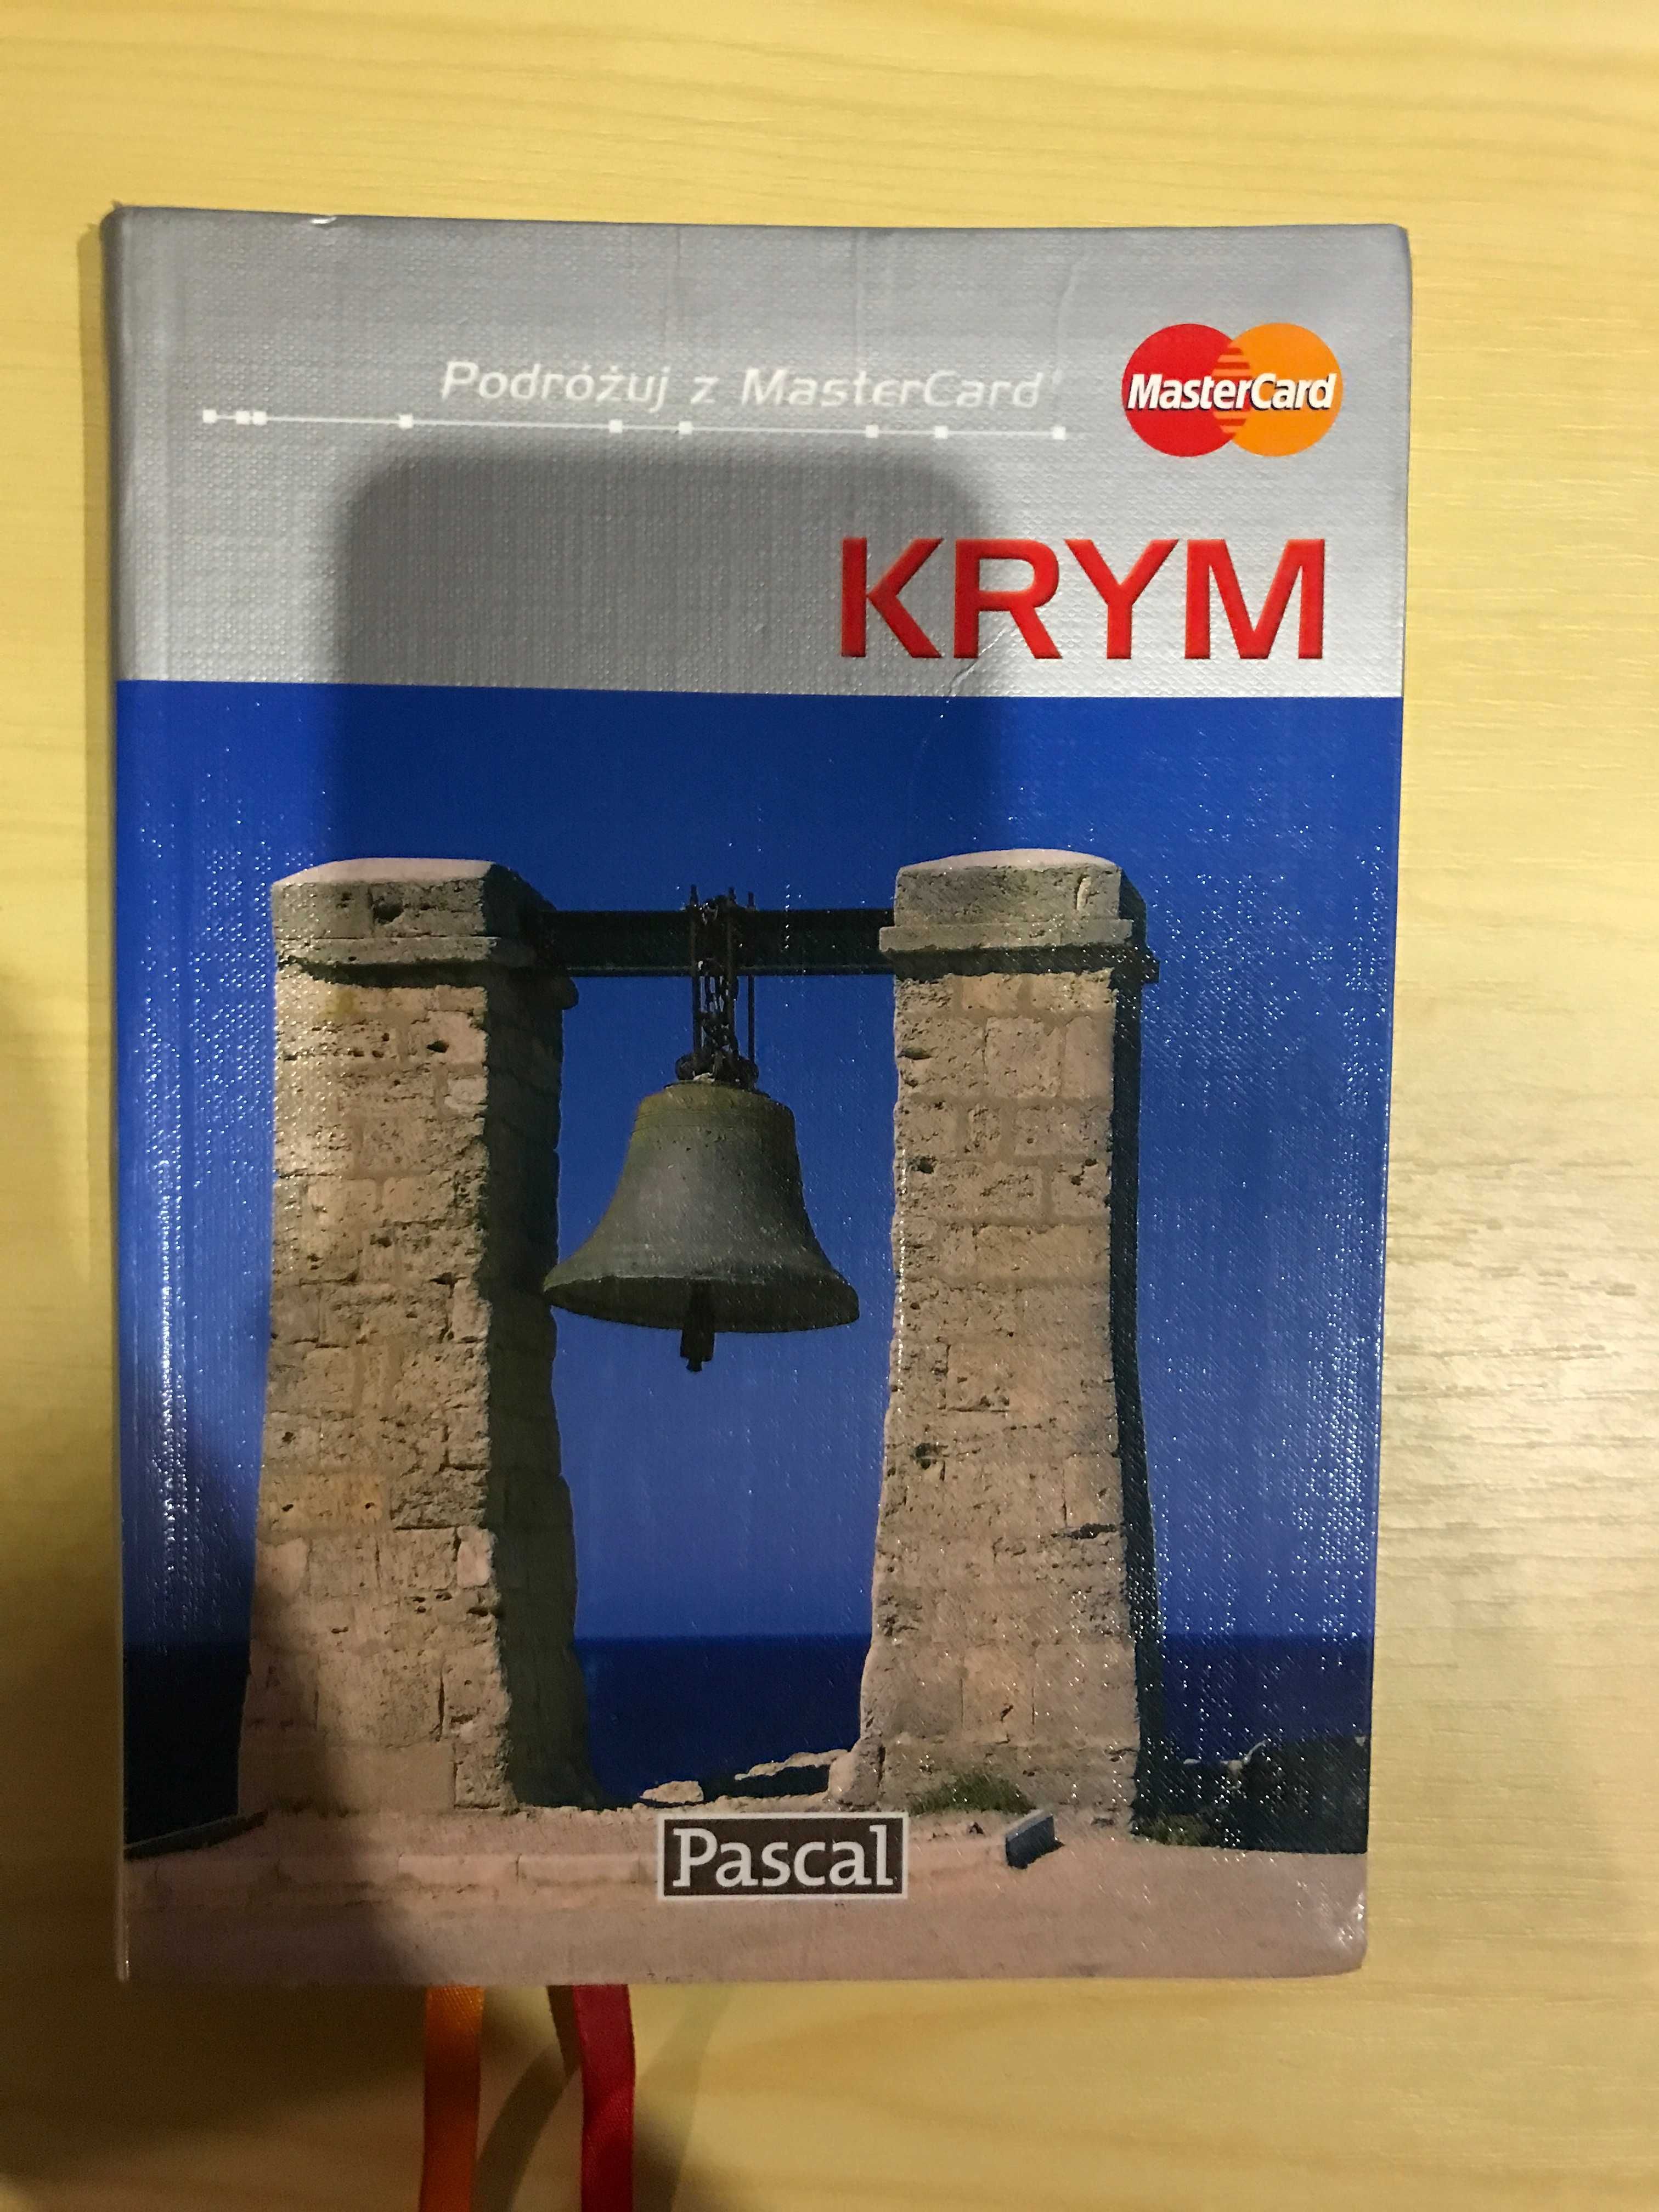 Podróżuj z MasterCard
MasterCard
KRYM
Pascal